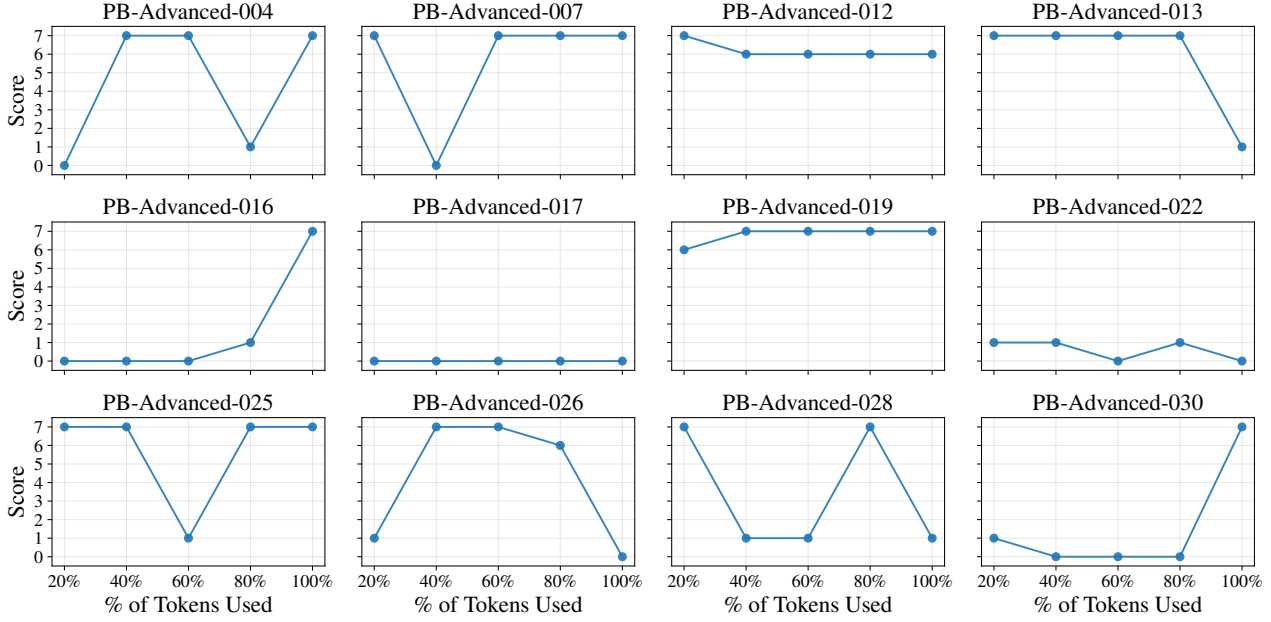 PB-Advanced-004
PB-Advanced-007
PB-Advanced-012
PB-Advanced-013
Score
7
6
5
4
3
2
1
0
PB-Advanced-016
PB-Advanced-017
PB-Advanced-019
PB-Advanced-022
Score
7
6
5
4
3
2
1
0
PB-Advanced-025
PB-Advanced-026
PB-Advanced-028
PB-Advanced-030
Score
7
6
5
4
3
2
1
0
20% 40% 60% 80% 100%
20% 40% 60% 80% 100%
20% 40% 60% 80% 100%
20% 40% 60% 80% 100%
% of Tokens Used
% of Tokens Used
% of Tokens Used
% of Tokens Used